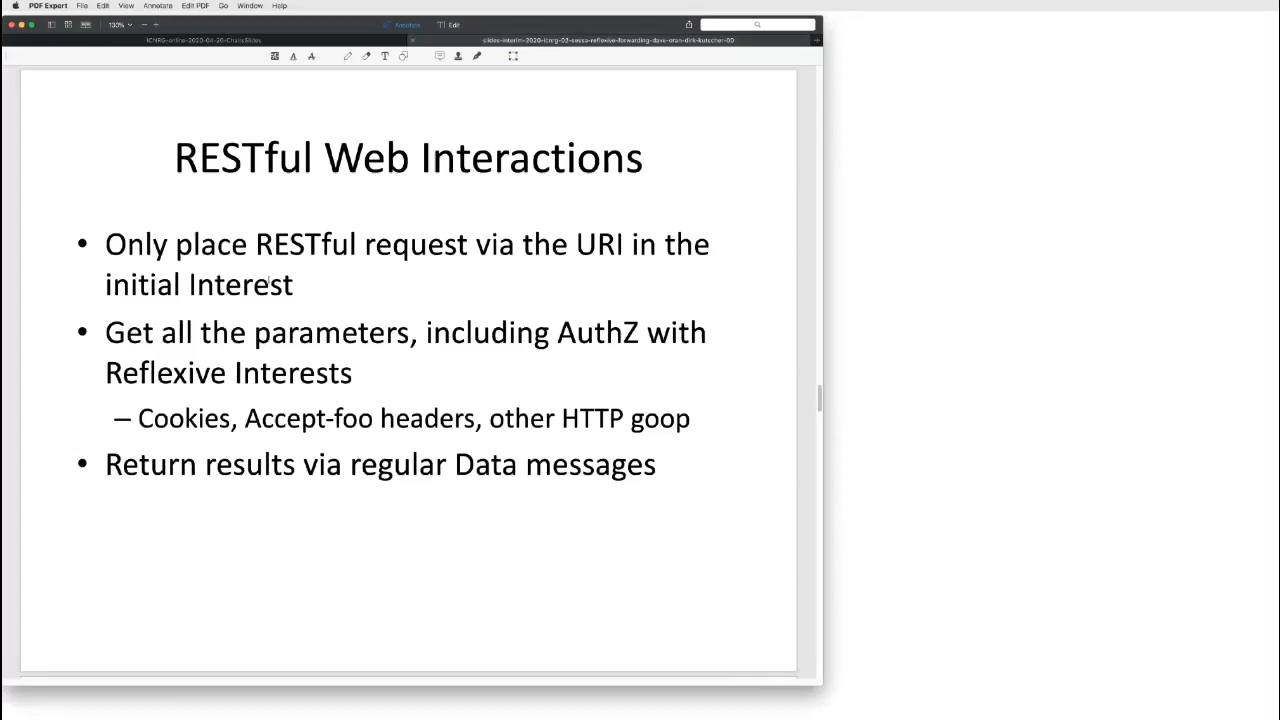 PDF Expert File Edit View Annotate Edit PDF Go Window Help
130% Annotate Edit
ICNRG-online-2020-04-20-ChairsSlides
slides-interim-2020-icnrg-02-sessa-reflexive-forwarding-dave-oran-dirk-kutscher-00
RESTful Web Interactions
• Only place RESTful request via the URI in the
initial Interest
• Get all the parameters, including AuthZ with
Reflexive Interests
– Cookies, Accept-foo headers, other HTTP goop
• Return results via regular Data messages